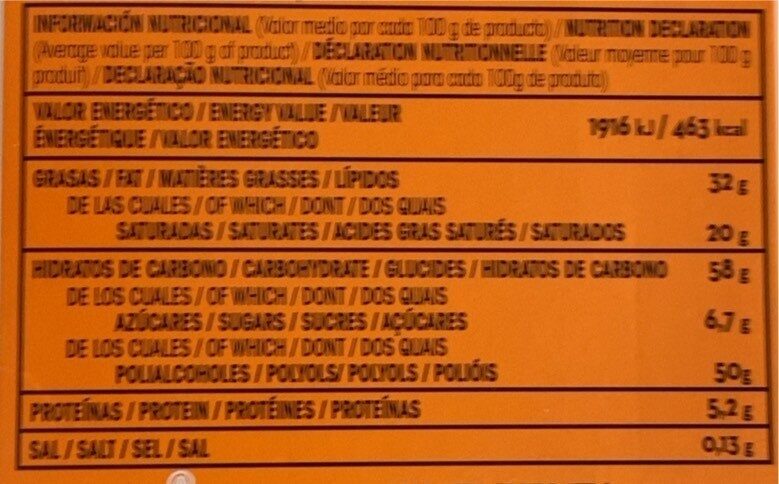 INFORMACIÓN NUTRICIONAL (Valor medio por cada 100 g de producto) / NUTRITION DECLARATION
(Average value per 100 g of product) / DÉCLARATION NUTRITIONNELLE (Valeur moyenne pour 100 g
produit) / DECLARAÇÃO NUTRICIONAL (Valor médio para cada 100g de produto)
VALOR ENERGÉTICO / ENERGY VALUE / VALEUR
ÉNERGÉTIQUE / VALOR ENERGÉTICO 1916 kJ / 463 kcal
GRASAS / FAT / MATIÈRES GRASSES / LÍPIDOS 32 g
DE LAS CUALES / OF WHICH / DONT / DOS QUAIS
SATURADAS / SATURATES / ACIDES GRAS SATURÉS / SATURADOS 20 g
HIDRATOS DE CARBONO / CARBOHYDRATE / GLUCIDES / HIDRATOS DE CARBONO 58 g
DE LOS CUALES / OF WHICH / DONT / DOS QUAIS
AZÚCARES / SUGARS / SUCRES / AÇÚCARES 6,7 g
DE LOS CUALES / OF WHICH / DONT / DOS QUAIS
POLIALCOHOLES / POLYOLS/ POLYOLS / POLIÓIS 50g
PROTEÍNAS / PROTEIN / PROTÉINES / PROTEÍNAS 5,2 g
SAL / SALT / SEL / SAL 0,13 g